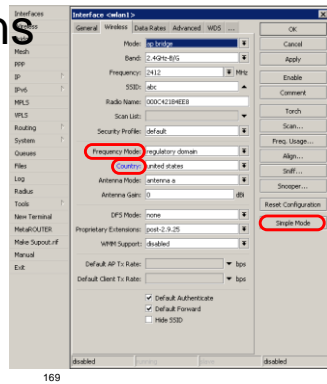 ns
Interfaces
Wireless
Mesh
PPP
IP
IPv6
MPLS
VPLS
Routing
System
Queues
Files
Log
Radius
Tools
New Terminal
MetaROUTER
Make Supout.rif
Manual
Exit
Interface <wlan1>
General Wireless Data Rates Advanced WDS ...
Mode: ap bridge
Band: 2.4GHz-B/G
Frequency: 2412 MHz
SSID: abc
Radio Name: 000C421B4EE8
Scan List:
Security Profile: default
Frequency Mode: regulatory domain
Country: united states
Antenna Mode: antenna a
Antenna Gain: 0 dBi
DFS Mode: none
Proprietary Extensions: post-2.9.25
WMM Support: disabled
Default AP Tx Rate: bps
Default Client Tx Rate: bps
Default Authenticate
Default Forward
Hide SSID
OK
Cancel
Apply
Enable
Comment
Torch
Scan...
Freq. Usage...
Align...
Sniff...
Snooper...
Reset Configuration
Simple Mode
disabled running slave disabled
169